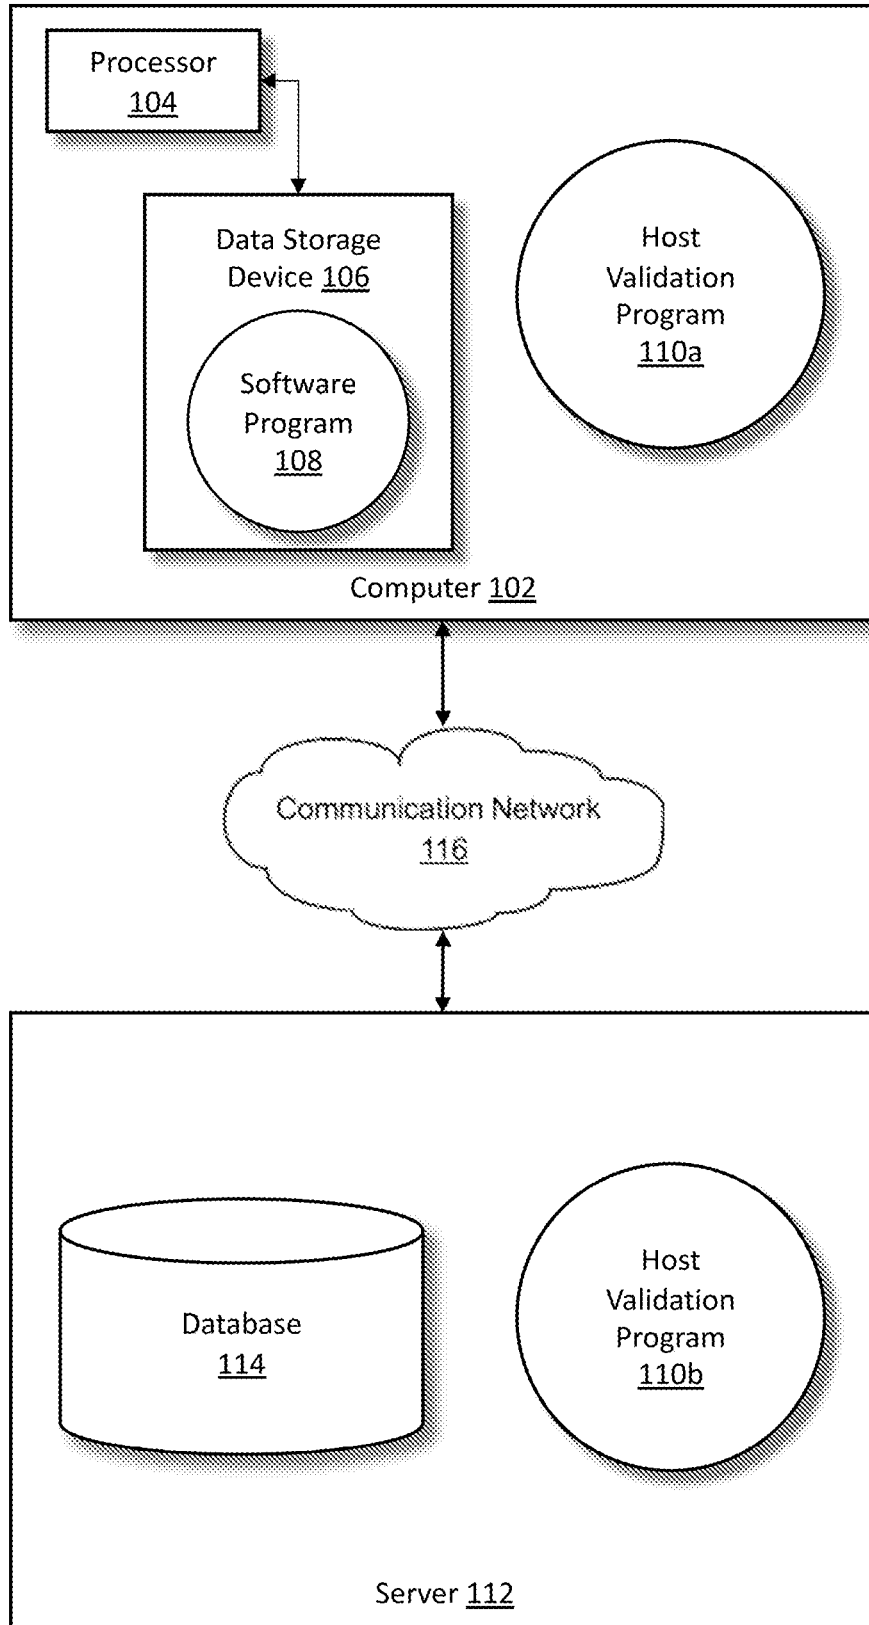 Processor
104
Data Storage
Device 106
Software
Program
108
Host
Validation
Program
110a
Computer 102
Communication Network
116
Database
114
Host
Validation
Program
110b
Server 112